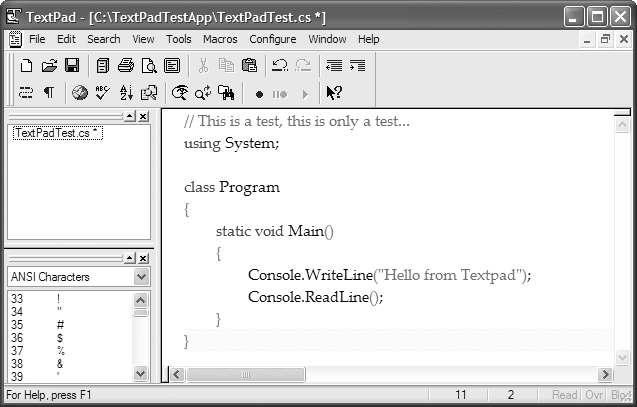 TextPad - [C:\TextPadTestApp\TextPadTest.cs *]
File Edit Search View Tools Macros Configure Window Help
TextPadTest.cs *
// This is a test, this is only a test...
using System;
class Program
{
static void Main()
{
Console.WriteLine("Hello from Textpad");
Console.ReadLine();
}
}
ANSI Characters
33 !
34 "
35 #
36 $
37 %
38 &
39 '
For Help, press F1 11 2 Read Ovr Block